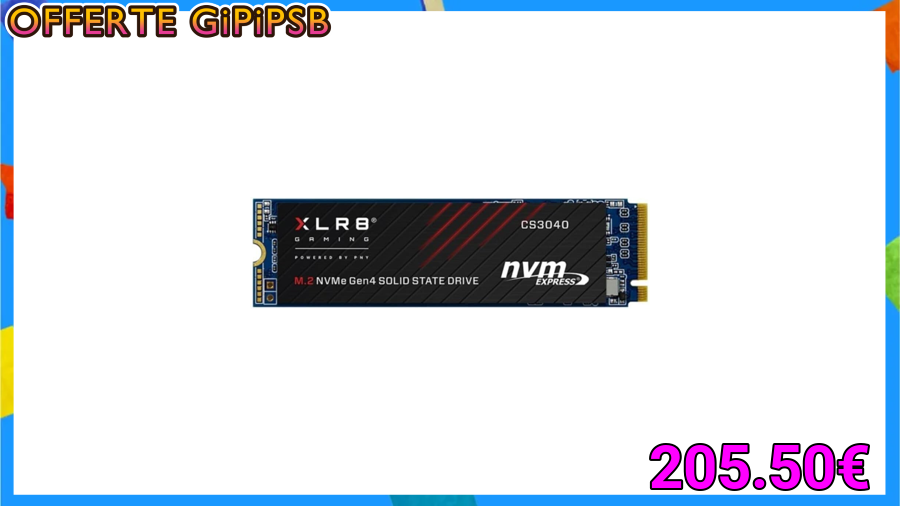 OFFERTE GiPiPSB
XLR8®
GAMING
POWERED BY PNY
CS3040
M.2 NVMe Gen4 SOLID STATE DRIVE
nvm
EXPRESS®
205.50€